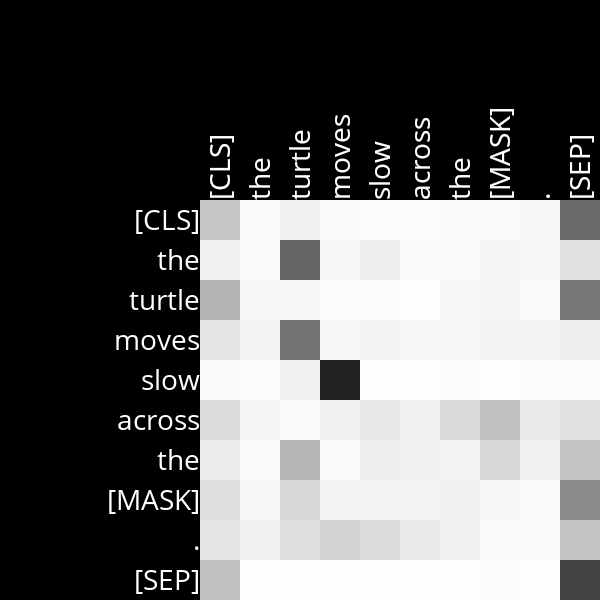 [CLS] the turtle moves slow across the [MASK] . [SEP]
[CLS]
the
turtle
moves
slow
across
the
[MASK]
.
[SEP]